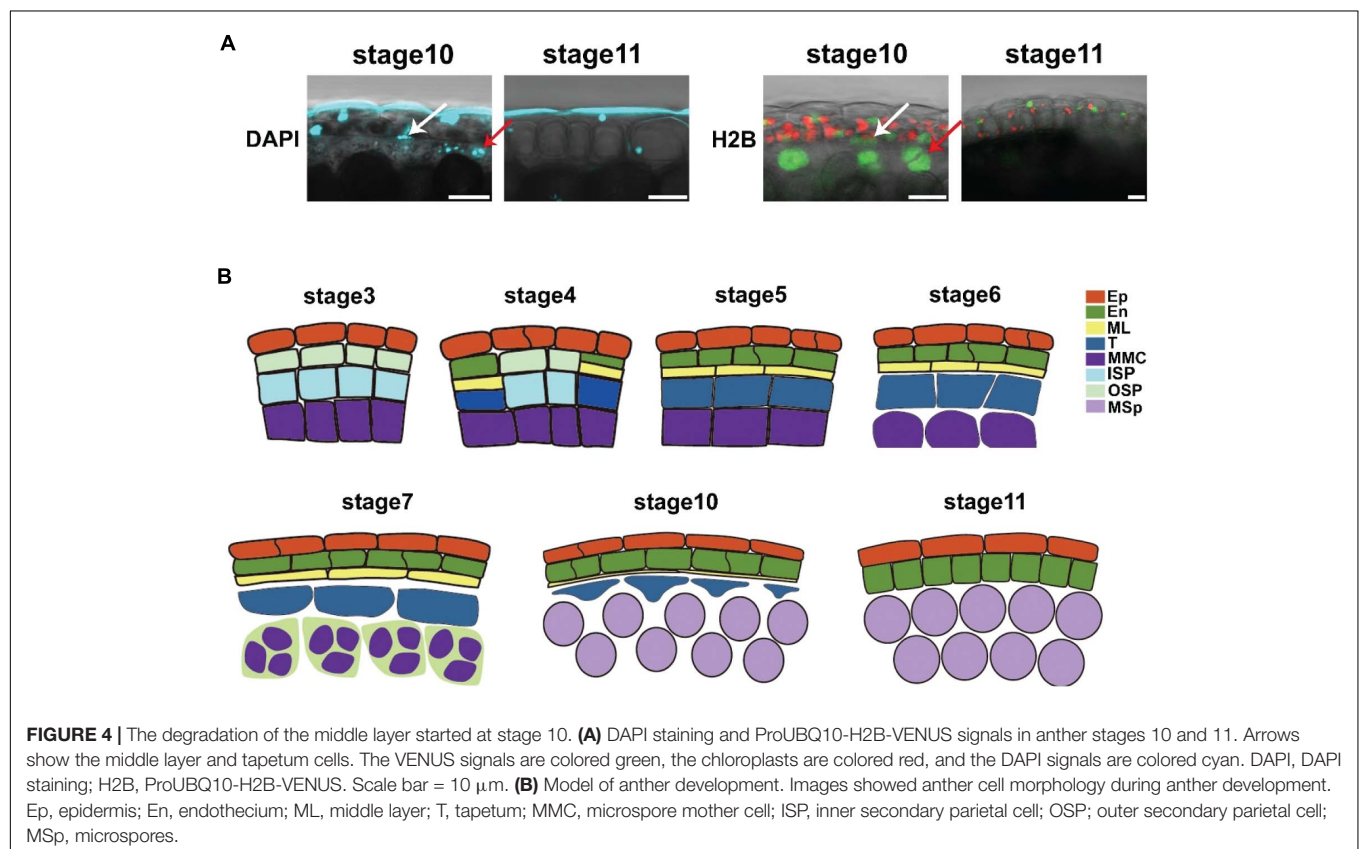 A
stage10 stage11 stage10 stage11
DAPI H2B
B
stage3 stage4 stage5 stage6
Ep
En
ML
T
MMC
ISP
OSP
MSp
stage7 stage10 stage11
FIGURE 4 | The degradation of the middle layer started at stage 10. (A) DAPI staining and ProUBQ10-H2B-VENUS signals in anther stages 10 and 11. Arrows
show the middle layer and tapetum cells. The VENUS signals are colored green, the chloroplasts are colored red, and the DAPI signals are colored cyan. DAPI, DAPI
staining; H2B, ProUBQ10-H2B-VENUS. Scale bar = 10 μm. (B) Model of anther development. Images showed anther cell morphology during anther development.
Ep, epidermis; En, endothecium; ML, middle layer; T, tapetum; MMC, microspore mother cell; ISP, inner secondary parietal cell; OSP; outer secondary parietal cell;
MSp, microspores.